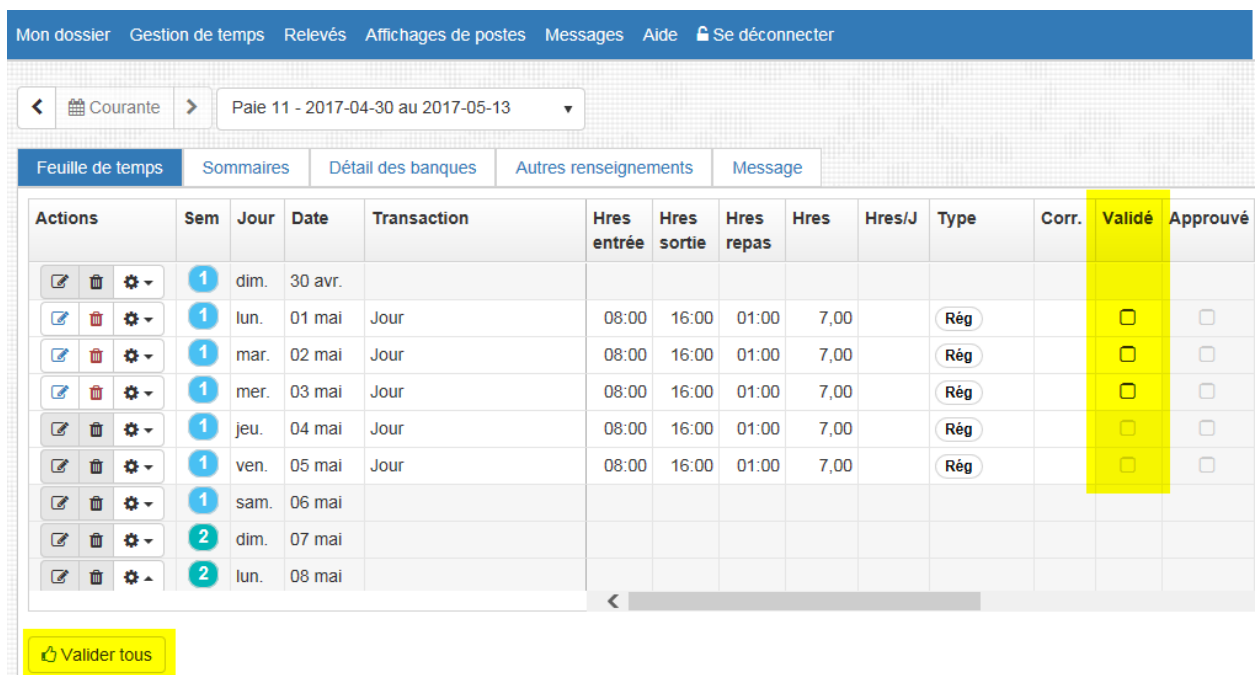 Mon dossier Gestion de temps Relevés Affichages de postes Messages Aide Se déconnecter
Courante Paie 11 - 2017-04-30 au 2017-05-13
Feuille de temps Sommaires Détail des banques Autres renseignements Message
Actions Sem Jour Date Transaction Hres entrée Hres sortie Hres repas Hres Hres/J Type Corr. Validé Approuvé
1 dim. 30 avr.
1 lun. 01 mai Jour 08:00 16:00 01:00 7,00 Rég
1 mar. 02 mai Jour 08:00 16:00 01:00 7,00 Rég
1 mer. 03 mai Jour 08:00 16:00 01:00 7,00 Rég
1 jeu. 04 mai Jour 08:00 16:00 01:00 7,00 Rég
1 ven. 05 mai Jour 08:00 16:00 01:00 7,00 Rég
1 sam. 06 mai
2 dim. 07 mai
2 lun. 08 mai
Valider tous